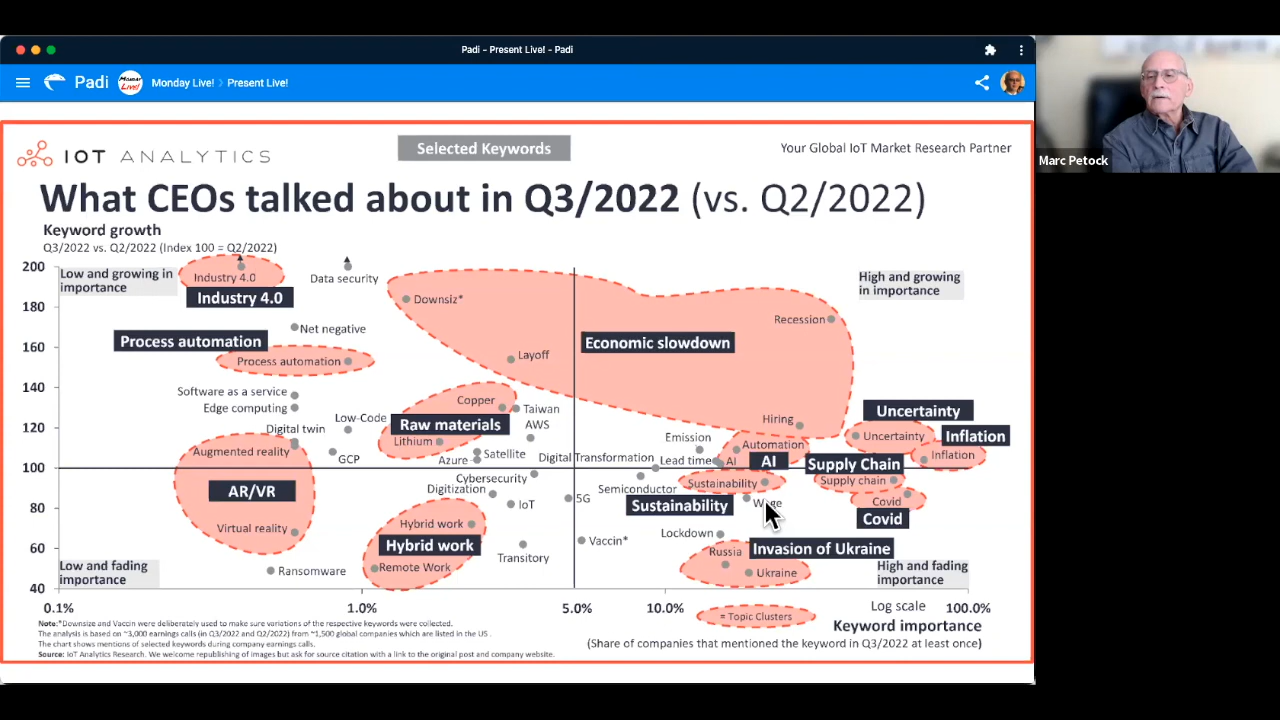 Padi - Present Live! - Padi
Padi
Monday Live!
Monday Live! > Present Live!
Marc Petock
IOT ANALYTICS
Selected Keywords
Your Global IoT Market Research Partner
What CEOs talked about in Q3/2022 (vs. Q2/2022)
Keyword growth
Q3/2022 vs. Q2/2022 (Index 100 = Q2/2022)
200
180
160
140
120
100
80
60
40
Low and growing in
importance
High and growing
in importance
Industry 4.0
Industry 4.0
Data security
Downsiz*
Recession
Net negative
Process automation
Process automation
Economic slowdown
Layoff
Software as a service
Edge computing
Copper
Taiwan
Low-Code
Raw materials
AWS
Hiring
Uncertainty
Digital twin
Lithium
Emission
Automation
Uncertainty
Inflation
Augmented reality
GCP
Azure
Satellite
Digital Transformation
Lead time
AI
AI
Supply Chain
Inflation
AR/VR
Cybersecurity
Digitization
Semiconductor
Sustainability
Supply chain
IoT
5G
Sustainability
Wage
Covid
Covid
Virtual reality
Hybrid work
Hybrid work
Vaccin*
Lockdown
Russia
Invasion of Ukraine
Transitory
Low and fading
importance
Ransomware
Remote Work
Ukraine
High and fading
importance
0.1%
1.0%
5.0%
10.0%
Log scale
100.0%
= Topic Clusters
Keyword importance
(Share of companies that mentioned the keyword in Q3/2022 at least once)
Note:*Downsize and Vaccin were deliberately used to make sure variations of the respective keywords were collected.
The analysis is based on ~3,000 earnings calls (in Q3/2022 and Q2/2022) from ~1,500 global companies which are listed in the US .
The chart shows mentions of selected keywords during company earnings calls.
Source: IoT Analytics Research. We welcome republishing of images but ask for source citation with a link to the original post and company website.